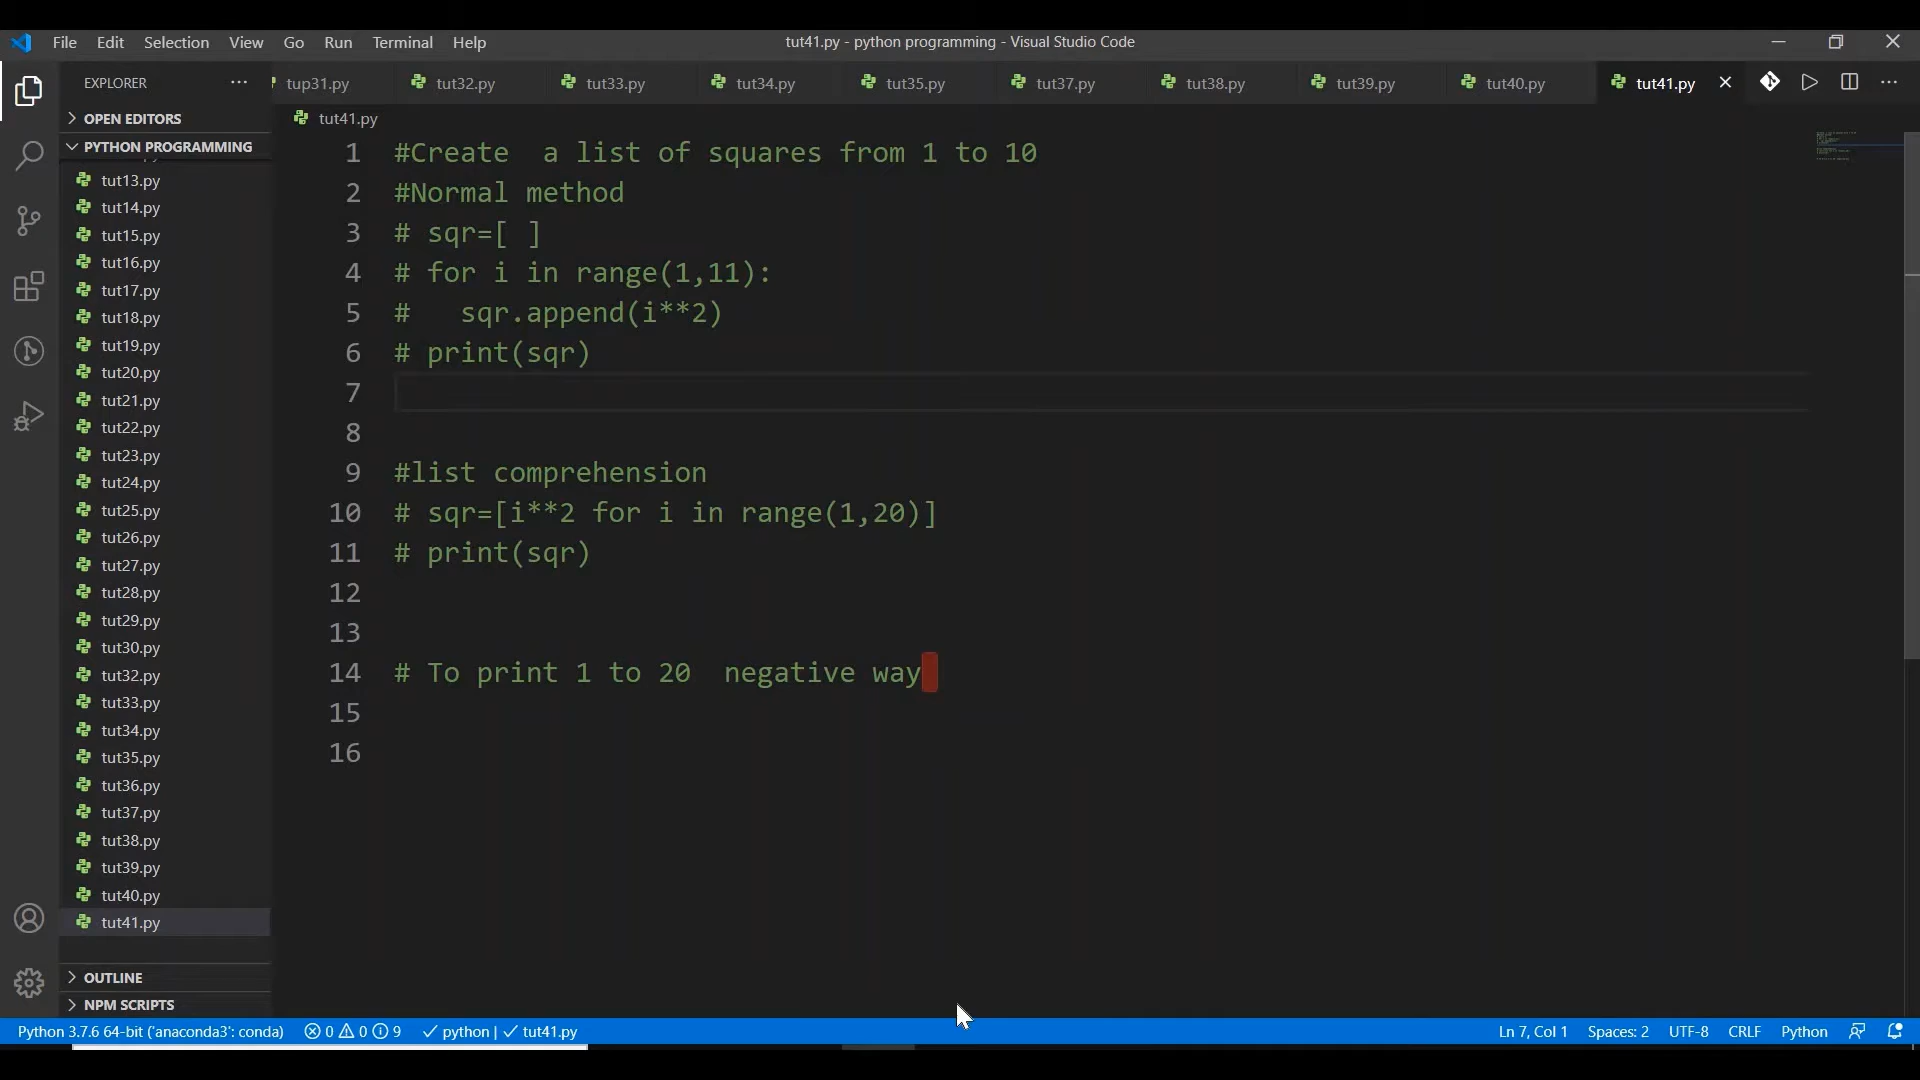 File Edit Selection View Go Run Terminal Help
tut41.py - python programming - Visual Studio Code
EXPLORER
tup31.py tut32.py tut33.py tut34.py tut35.py tut37.py tut38.py tut39.py tut40.py tut41.py
OPEN EDITORS
PYTHON PROGRAMMING
tut13.py
tut14.py
tut15.py
tut16.py
tut17.py
tut18.py
tut19.py
tut20.py
tut21.py
tut22.py
tut23.py
tut24.py
tut25.py
tut26.py
tut27.py
tut28.py
tut29.py
tut30.py
tut32.py
tut33.py
tut34.py
tut35.py
tut36.py
tut37.py
tut38.py
tut39.py
tut40.py
tut41.py
OUTLINE
NPM SCRIPTS
tut41.py
1 #Create  a list of squares from 1 to 10
2 #Normal method
3 # sqr=[ ]
4 # for i in range(1,11):
5 #   sqr.append(i**2)
6 # print(sqr)
7
8
9 #list comprehension
10 # sqr=[i**2 for i in range(1,20)]
11 # print(sqr)
12
13
14 # To print 1 to 20  negative way
15
16
Python 3.7.6 64-bit ('anaconda3': conda) 0 0 9 python | tut41.py Ln 7, Col 1 Spaces: 2 UTF-8 CRLF Python